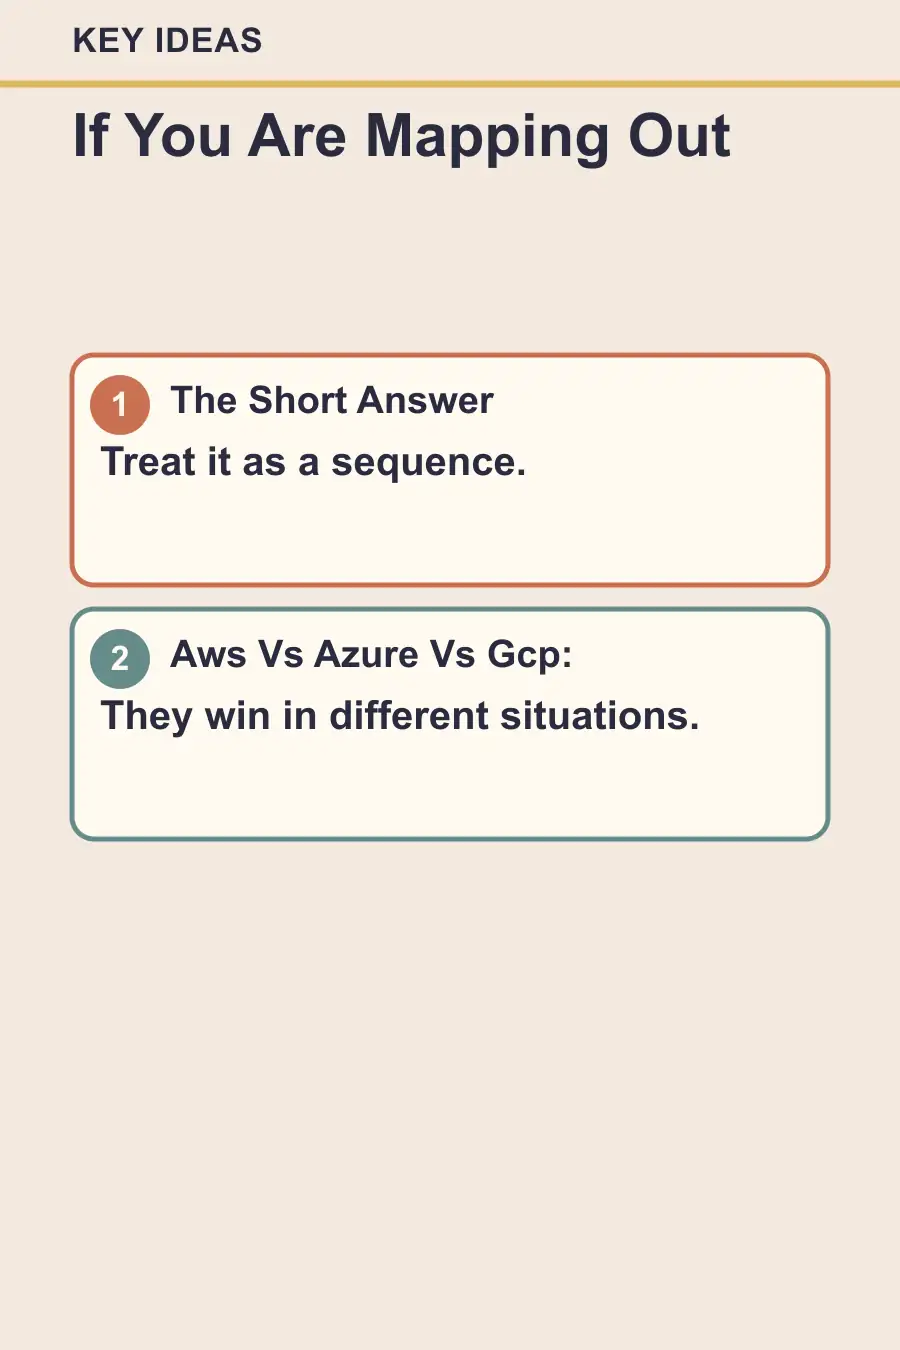 KEY IDEAS
If You Are Mapping Out
1 The Short Answer
Treat it as a sequence.
2 Aws Vs Azure Vs Gcp:
They win in different situations.